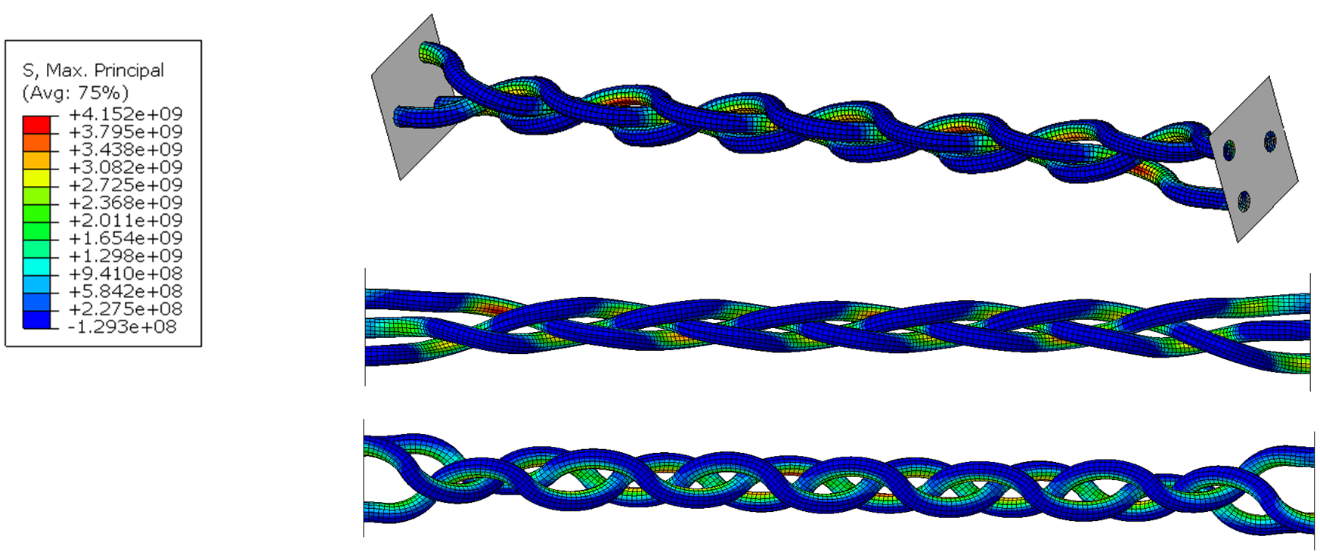 S, Max. Principal
(Avg: 75%)
+4.152e+09
+3.795e+09
+3.438e+09
+3.082e+09
+2.725e+09
+2.368e+09
+2.011e+09
+1.654e+09
+1.298e+09
+9.410e+08
+5.842e+08
+2.275e+08
-1.293e+08